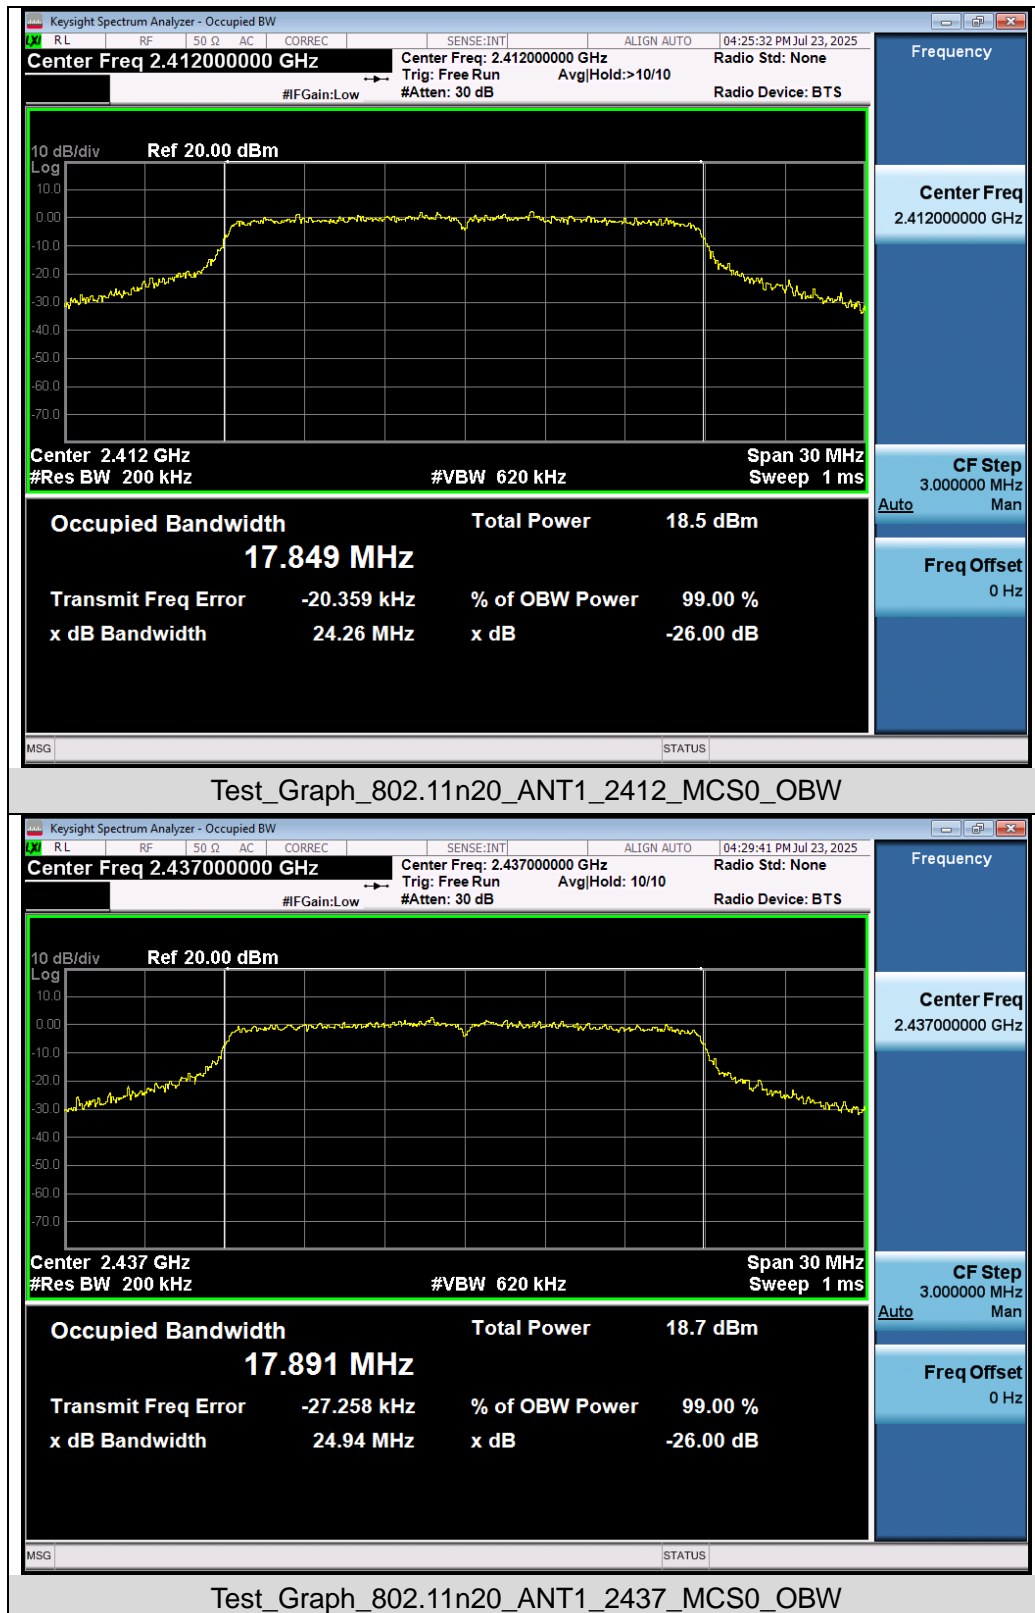 Keysight Spectrum Analyzer - Occupied BW
LXI RL RF 50 Ω AC CORREC SENSE:INT ALIGN AUTO 04:25:32 PM Jul 23, 2025
Center Freq 2.412000000 GHz
Center Freq: 2.412000000 GHz
Radio Std: None
Trig: Free Run Avg|Hold:>10/10
#IFGain:Low
#Atten: 30 dB
Radio Device: BTS
Frequency
10 dB/div Ref 20.00 dBm
Log
10.0
0.00
-10.0
-20.0
-30.0
-40.0
-50.0
-60.0
-70.0
Center 2.412 GHz Span 30 MHz
#Res BW 200 kHz #VBW 620 kHz Sweep 1 ms
Center Freq
2.412000000 GHz
CF Step
3.000000 MHz
Auto Man
Freq Offset
0 Hz
Occupied Bandwidth Total Power 18.5 dBm
17.849 MHz
Transmit Freq Error -20.359 kHz % of OBW Power 99.00 %
x dB Bandwidth 24.26 MHz x dB -26.00 dB
MSG STATUS
Test_Graph_802.11n20_ANT1_2412_MCS0_OBW
Keysight Spectrum Analyzer - Occupied BW
LXI RL RF 50 Ω AC CORREC SENSE:INT ALIGN AUTO 04:29:41 PM Jul 23, 2025
Center Freq 2.437000000 GHz
Center Freq: 2.437000000 GHz
Radio Std: None
Trig: Free Run Avg|Hold: 10/10
#IFGain:Low
#Atten: 30 dB
Radio Device: BTS
Frequency
10 dB/div Ref 20.00 dBm
Log
10.0
0.00
-10.0
-20.0
-30.0
-40.0
-50.0
-60.0
-70.0
Center 2.437 GHz Span 30 MHz
#Res BW 200 kHz #VBW 620 kHz Sweep 1 ms
Center Freq
2.437000000 GHz
CF Step
3.000000 MHz
Auto Man
Freq Offset
0 Hz
Occupied Bandwidth Total Power 18.7 dBm
17.891 MHz
Transmit Freq Error -27.258 kHz % of OBW Power 99.00 %
x dB Bandwidth 24.94 MHz x dB -26.00 dB
MSG STATUS
Test_Graph_802.11n20_ANT1_2437_MCS0_OBW